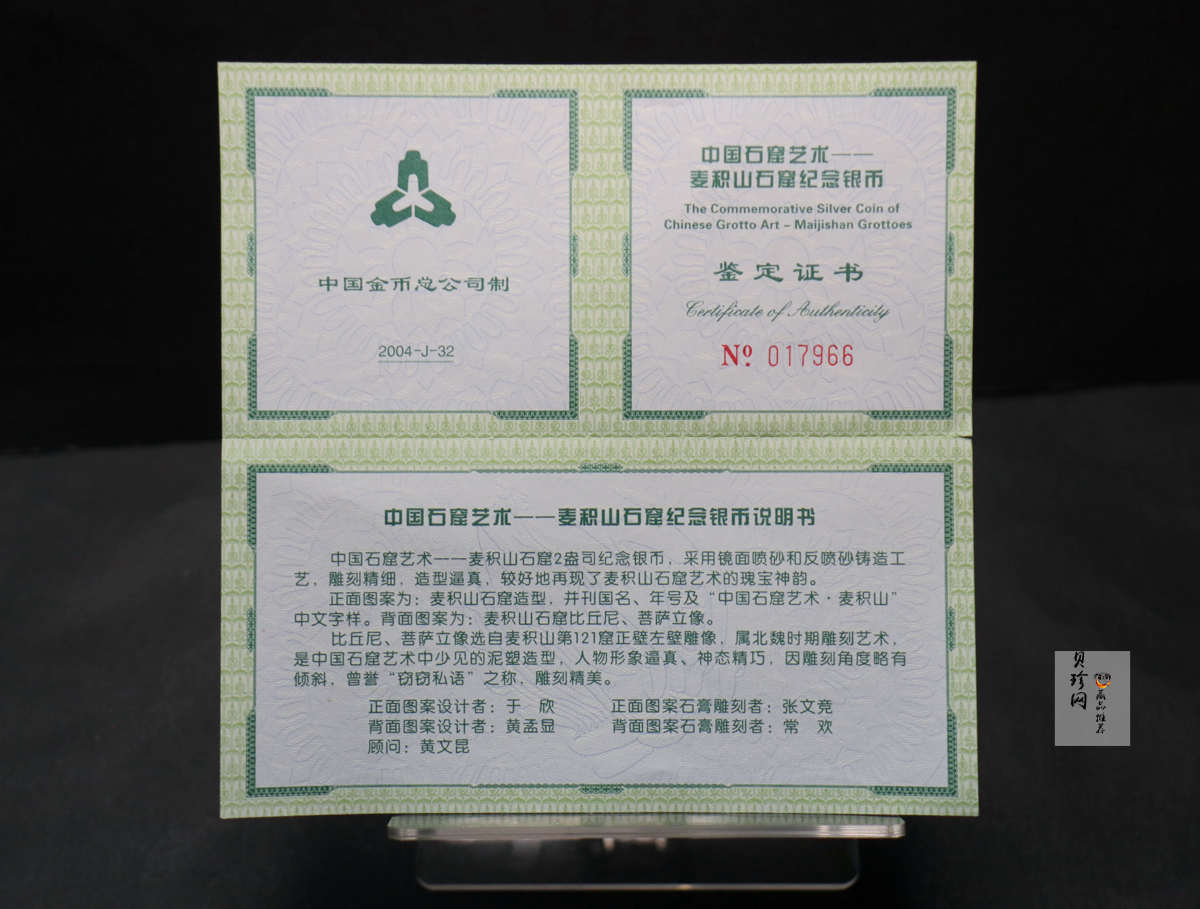 中国金币总公司制
2004-J-32
中国石窟艺术——
麦积山石窟纪念银币
The Commemorative Silver Coin of
Chinese Grotto Art – Maijishan Grottoes
鉴定证书
Certificate of Authenticity
Nº 017966
中国石窟艺术——麦积山石窟纪念银币说明书
中国石窟艺术——麦积山石窟2盎司纪念银币，采用镜面喷砂和反喷砂铸造工
艺，雕刻精细，造型逼真，较好地再现了麦积山石窟艺术的瑰宝神韵。
正面图案为：麦积山石窟造型，并刊国名、年号及“中国石窟艺术·麦积山”
中文字样。背面图案为：麦积山石窟比丘尼、菩萨立像。
比丘尼、菩萨立像选自麦积山第121窟正壁左壁雕像，属北魏时期雕刻艺术，
是中国石窟艺术中少见的泥塑造型，人物形象逼真、神态精巧，因雕刻角度略有
倾斜，曾誉“窃窃私语”之称，雕刻精美。
正面图案设计者：于　欣　正面图案石膏雕刻者：张文竞
背面图案设计者：黄孟显　背面图案石膏雕刻者：常　欢
顾问：黄文昆
贝珍网
藏品推荐